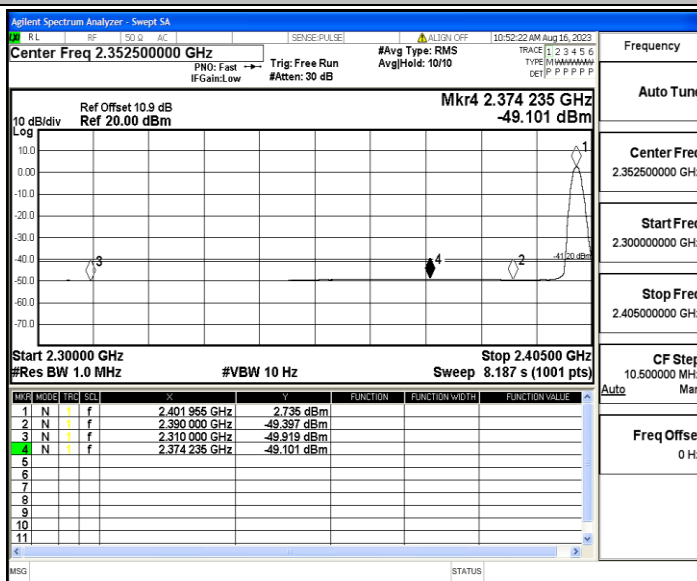 Agilent Spectrum Analyzer - Swept SA
RL RF 50 Ω AC SENSE:PULSE ALIGN OFF 10:52:22 AM Aug 16, 2023
Center Freq 2.352500000 GHz
PNO: Fast
IFGain:Low
Trig: Free Run
#Atten: 30 dB
#Avg Type: RMS
Avg|Hold: 10/10
TRACE 1 2 3 4 5 6
TYPE M
DET P P P P P P
Mkr4 2.374 235 GHz
-49.101 dBm
Ref Offset 10.9 dB
10 dB/div Ref 20.00 dBm
Log
10.0
0.00
-10.0
-20.0
-30.0
-40.0
-50.0
-60.0
-70.0
1
2
3
4
-41.20 dBm
Start 2.30000 GHz Stop 2.40500 GHz
#Res BW 1.0 MHz #VBW 10 Hz Sweep 8.187 s (1001 pts)
MKR MODE TRC SCL X Y FUNCTION FUNCTION WIDTH FUNCTION VALUE
1 N 1 f 2.401 955 GHz 2.735 dBm
2 N 1 f 2.390 000 GHz -49.397 dBm
3 N 1 f 2.310 000 GHz -49.919 dBm
4 N 1 f 2.374 235 GHz -49.101 dBm
5
6
7
8
9
10
11
MSG STATUS
Frequency
Auto Tun
Center Fre
2.352500000 GH
Start Fre
2.300000000 GH
Stop Fre
2.405000000 GH
CF Step
10.500000 MH
Auto Ma
Freq Offse
0 H